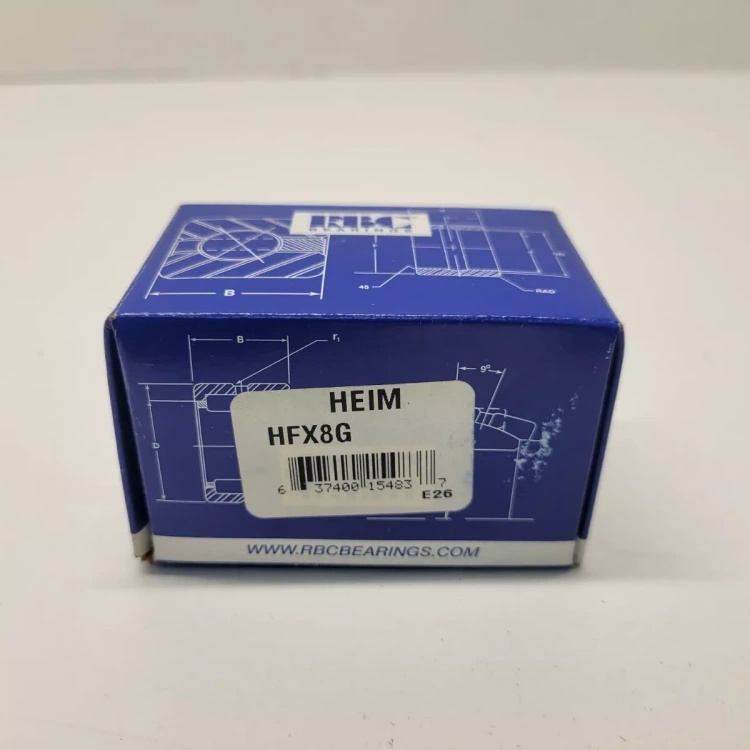 RBC
BEARINGS
B
45
RAD
B
r₁
D
9°
HEIM
HFX8G
6 37400 15483 7
E26
WWW.RBCBEARINGS.COM